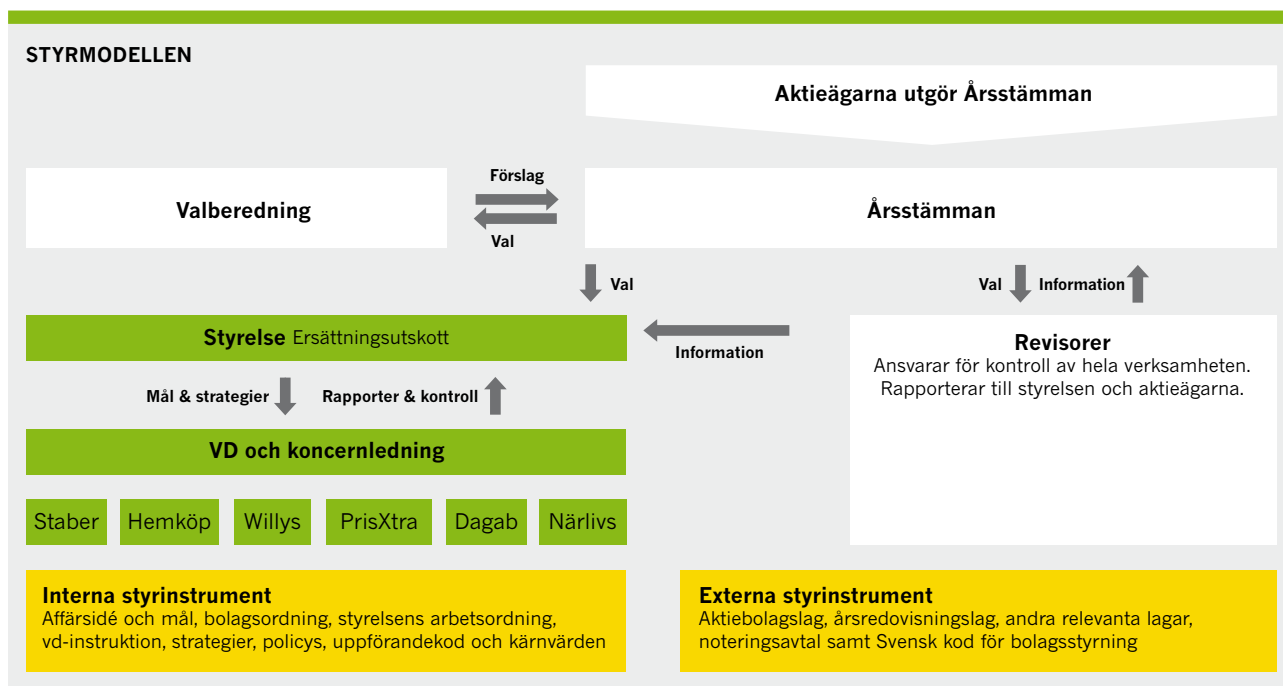 STYRMODELLEN
Aktieägarna utgör Årsstämman
Valberedning
Förslag
Val
Årsstämman
Val
Val
Information
Styrelse Ersättningsutskott
Information
Revisorer
Ansvarar för kontroll av hela verksamheten.
Rapporterar till styrelsen och aktieägarna.
Mål & strategier
Rapporter & kontroll
VD och koncernledning
Staber
Hemköp
Willys
PrisXtra
Dagab
Närlivs
Interna styrinstrument
Affärsidé och mål, bolagsordning, styrelsens arbetsordning,
vd-instruktion, strategier, policys, uppförandekod och kärnvärden
Externa styrinstrument
Aktiebolagslag, årsredovisningslag, andra relevanta lagar,
noteringsavtal samt Svensk kod för bolagsstyrning